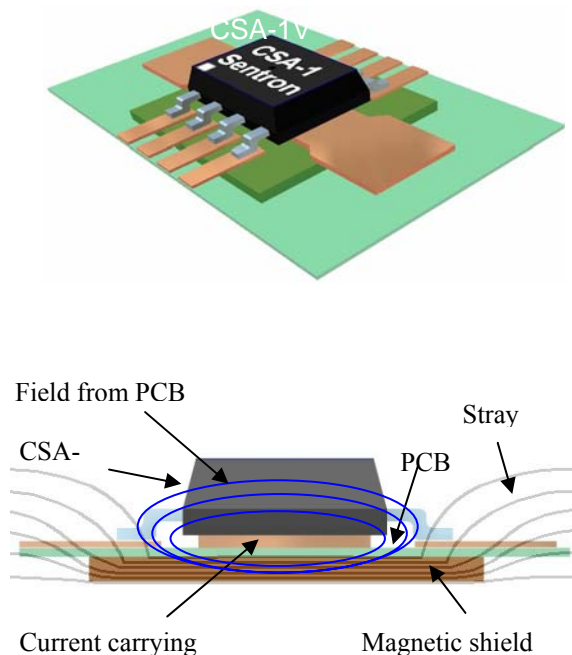 CSA-1V
CSA-1
Sentron
Field from PCB
Stray
CSA-
PCB
Current carrying
Magnetic shield